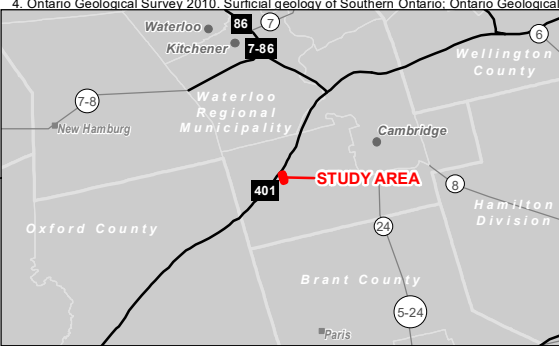 4. Ontario Geological Survey 2010. Surficial geology of Southern Ontario; Ontario Geological
Waterloo
86
7
Kitchener
7-86
6
Wellington
County
7-8
Waterloo
Regional
Municipality
New Hamburg
Cambridge
STUDY AREA
401
8
Hamilton
Division
Oxford County
24
Brant County
5-24
Paris